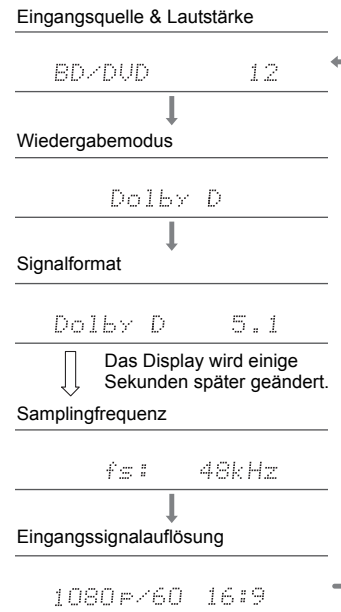 Eingangsquelle & Lautstärke
BD/DVD 12
Wiedergabemodus
Dolby D
Signalformat
Dolby D 5.1
Das Display wird einige
Sekunden später geändert.
Samplingfrequenz
fs: 48kHz
Eingangssignalauflösung
1080p/60 16:9